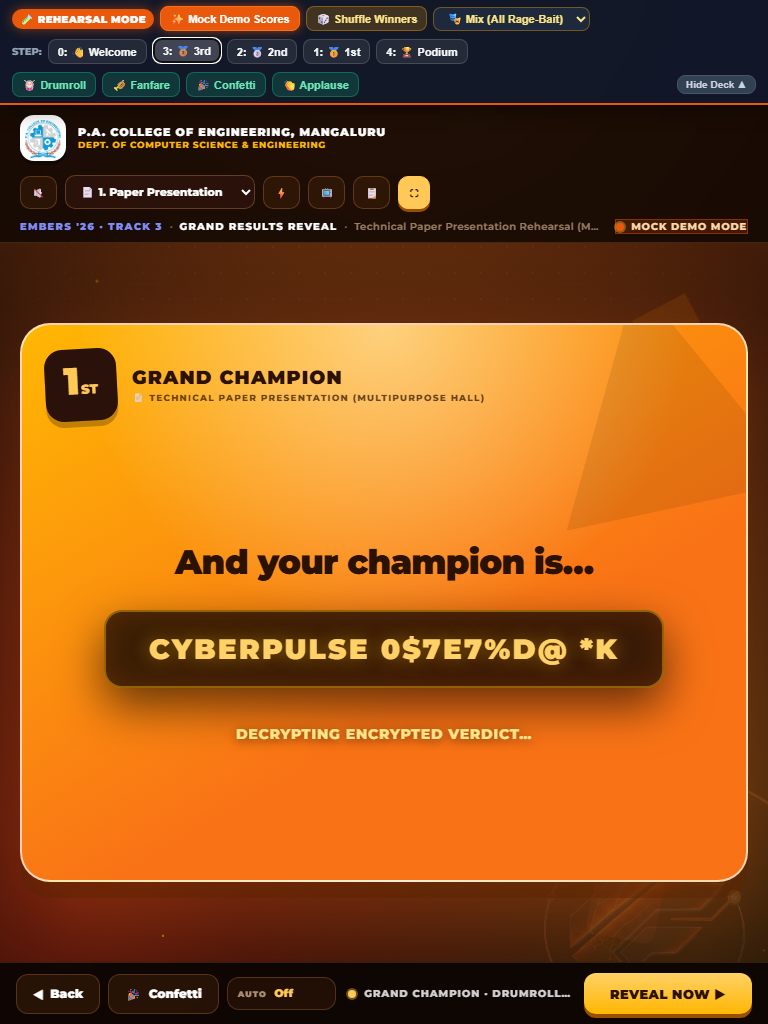 REHEARSAL MODE
Mock Demo Scores
Shuffle Winners
Mix (All Rage-Bait)
STEP:
0: Welcome
3: 3rd
2: 2nd
1: 1st
4: Podium
Drumroll
Fanfare
Confetti
Applause
Hide Deck ▲
P.A. COLLEGE OF ENGINEERING, MANGALURU
DEPT. OF COMPUTER SCIENCE & ENGINEERING
1. Paper Presentation
EMBERS '26 • TRACK 3 · GRAND RESULTS REVEAL · Technical Paper Presentation Rehearsal (M...
MOCK DEMO MODE
1ST
GRAND CHAMPION
TECHNICAL PAPER PRESENTATION (MULTIPURPOSE HALL)
And your champion is...
CYBERPULSE 0$7E7%D@ *K
DECRYPTING ENCRYPTED VERDICT...
◀ Back
Confetti
AUTO Off
GRAND CHAMPION · DRUMROLL...
REVEAL NOW ▶